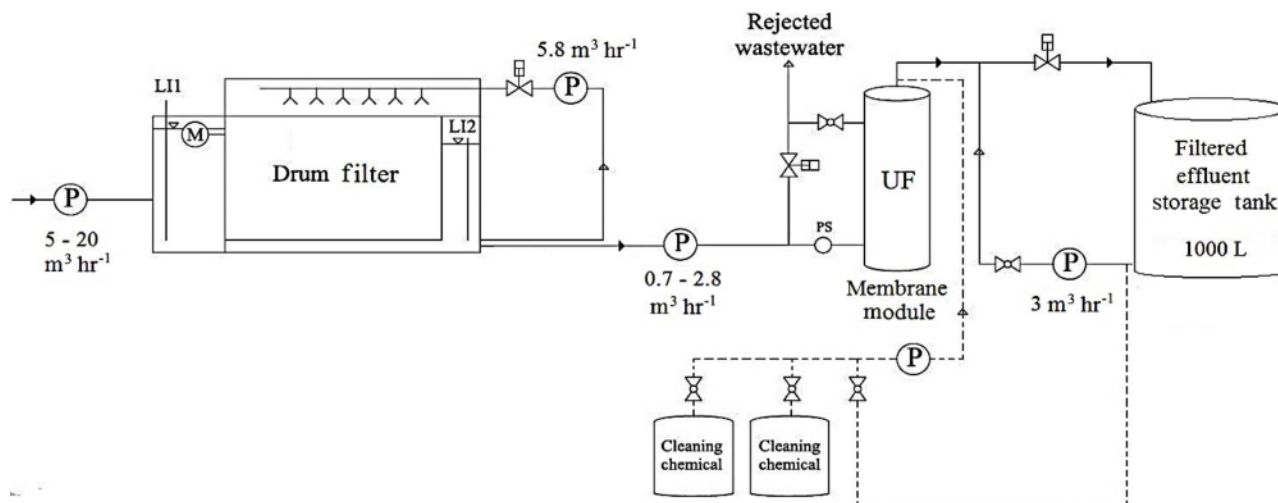 Rejected
wastewater
5.8 m³ hr⁻¹
P
LI1
M
LI2
Drum filter
P
5 - 20
m³ hr⁻¹
P
0.7 - 2.8
m³ hr⁻¹
PS
UF
Membrane
module
P
3 m³ hr⁻¹
Filtered
effluent
storage tank
1000 L
P
Cleaning
chemical
Cleaning
chemical